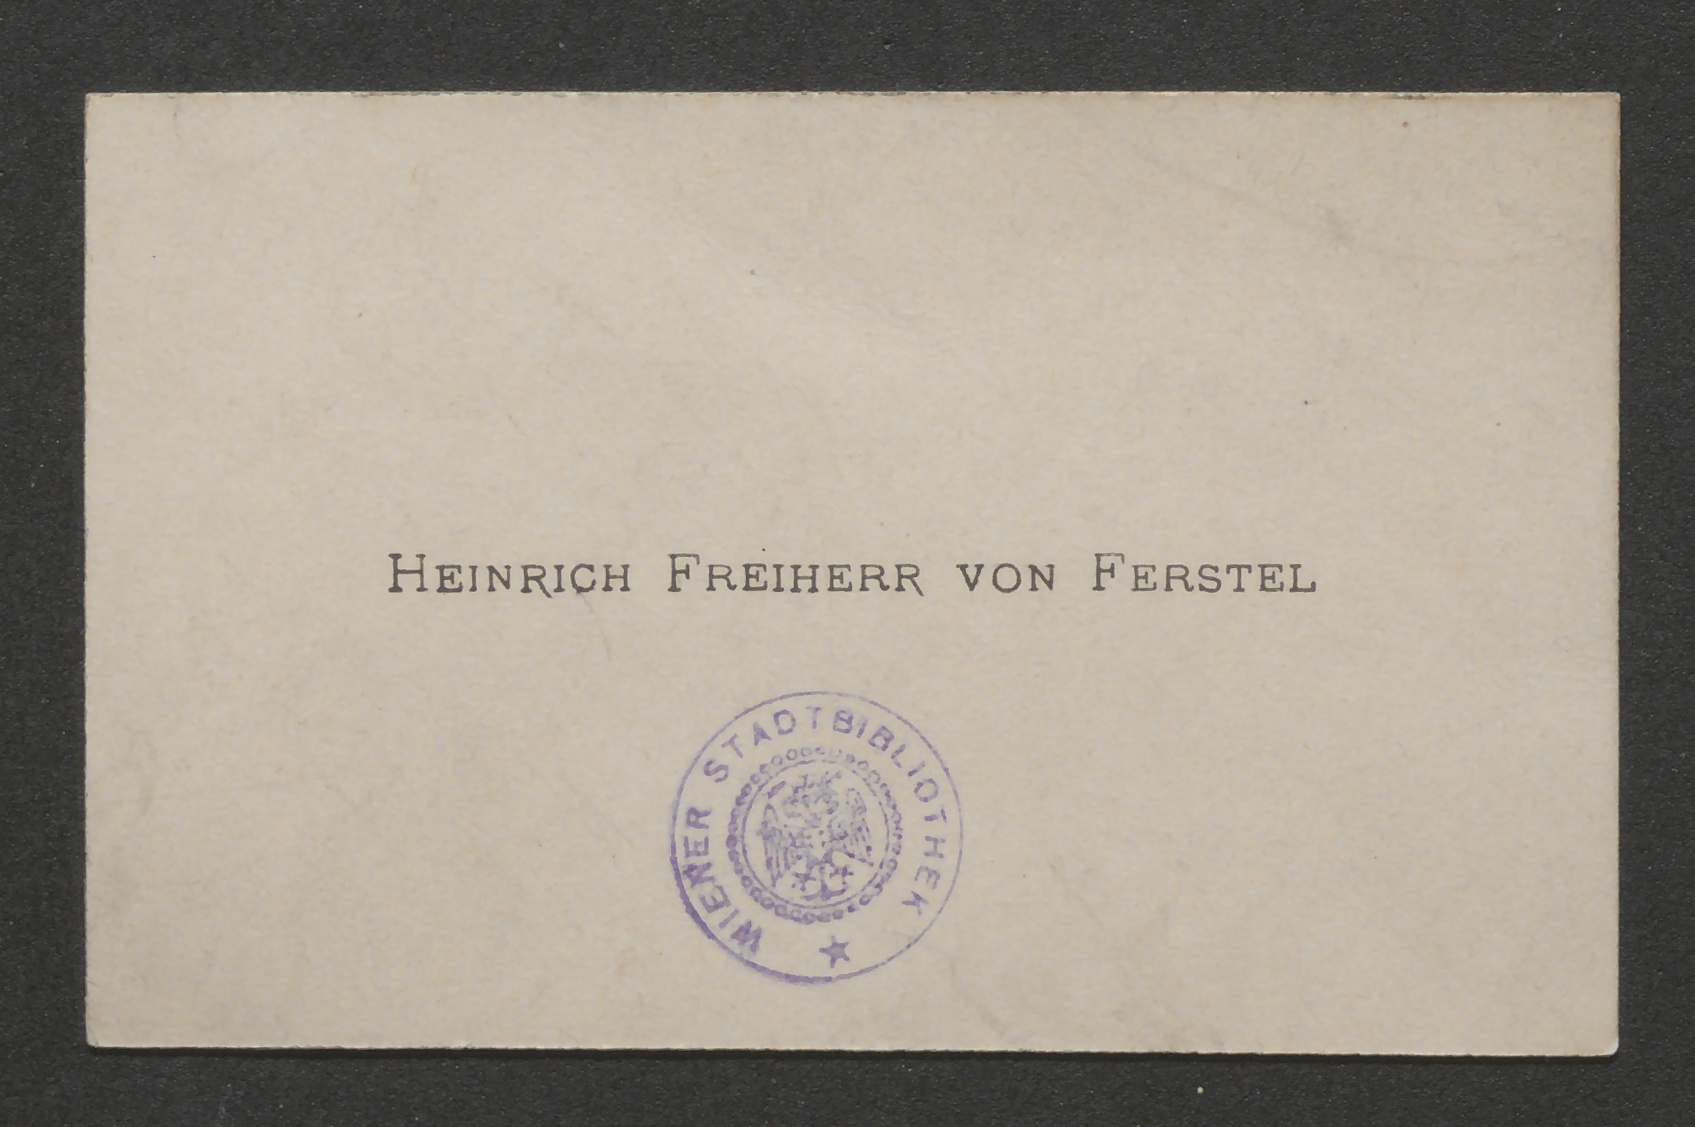 HEINRICH FREIHERR VON FERSTEL
WIENER STADTBIBLIOTHEK